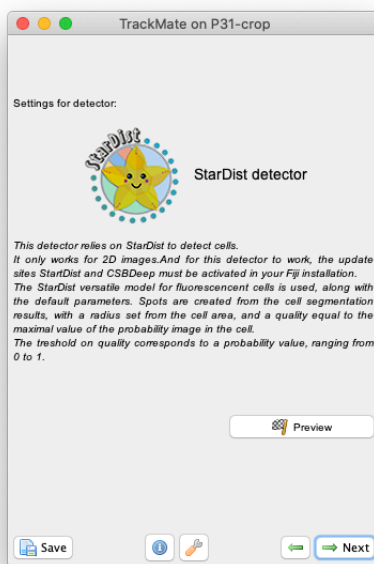 TrackMate on P31-crop
Settings for detector:
StarDist
StarDist detector
This detector relies on StarDist to detect cells.
It only works for 2D images.And for this detector to work, the update
sites StartDist and CSBDeep must be activated in your Fiji installation.
The StarDist versatile model for fluorescencent cells is used, along with
the default parameters. Spots are created from the cell segmentation
results, with a radius set from the cell area, and a quality equal to the
maximal value of the probability image in the cell.
The treshold on quality corresponds to a probability value, ranging from
0 to 1.
Preview
Save
Next